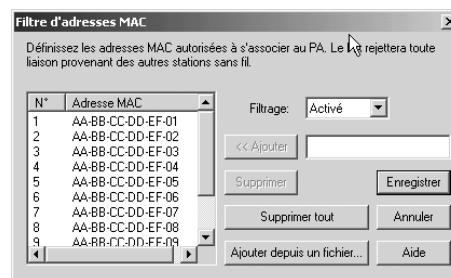 Filtre d'adresses MAC
Définissez les adresses MAC autorisées à s'associer au PA. Le rejettera toute
liaison provenant des autres stations sans fil.
N° Adresse MAC
1 AA-BB-CC-DD-EF-01
2 AA-BB-CC-DD-EF-02
3 AA-BB-CC-DD-EF-03
4 AA-BB-CC-DD-EF-04
5 AA-BB-CC-DD-EF-05
6 AA-BB-CC-DD-EF-06
7 AA-BB-CC-DD-EF-07
8 AA-BB-CC-DD-EF-08
9 AA-BB-CC-DD-EF-09
Filtrage: Activé
<< Ajouter
Supprimer Enregistrer
Supprimer tout Annuler
Ajouter depuis un fichier... Aide